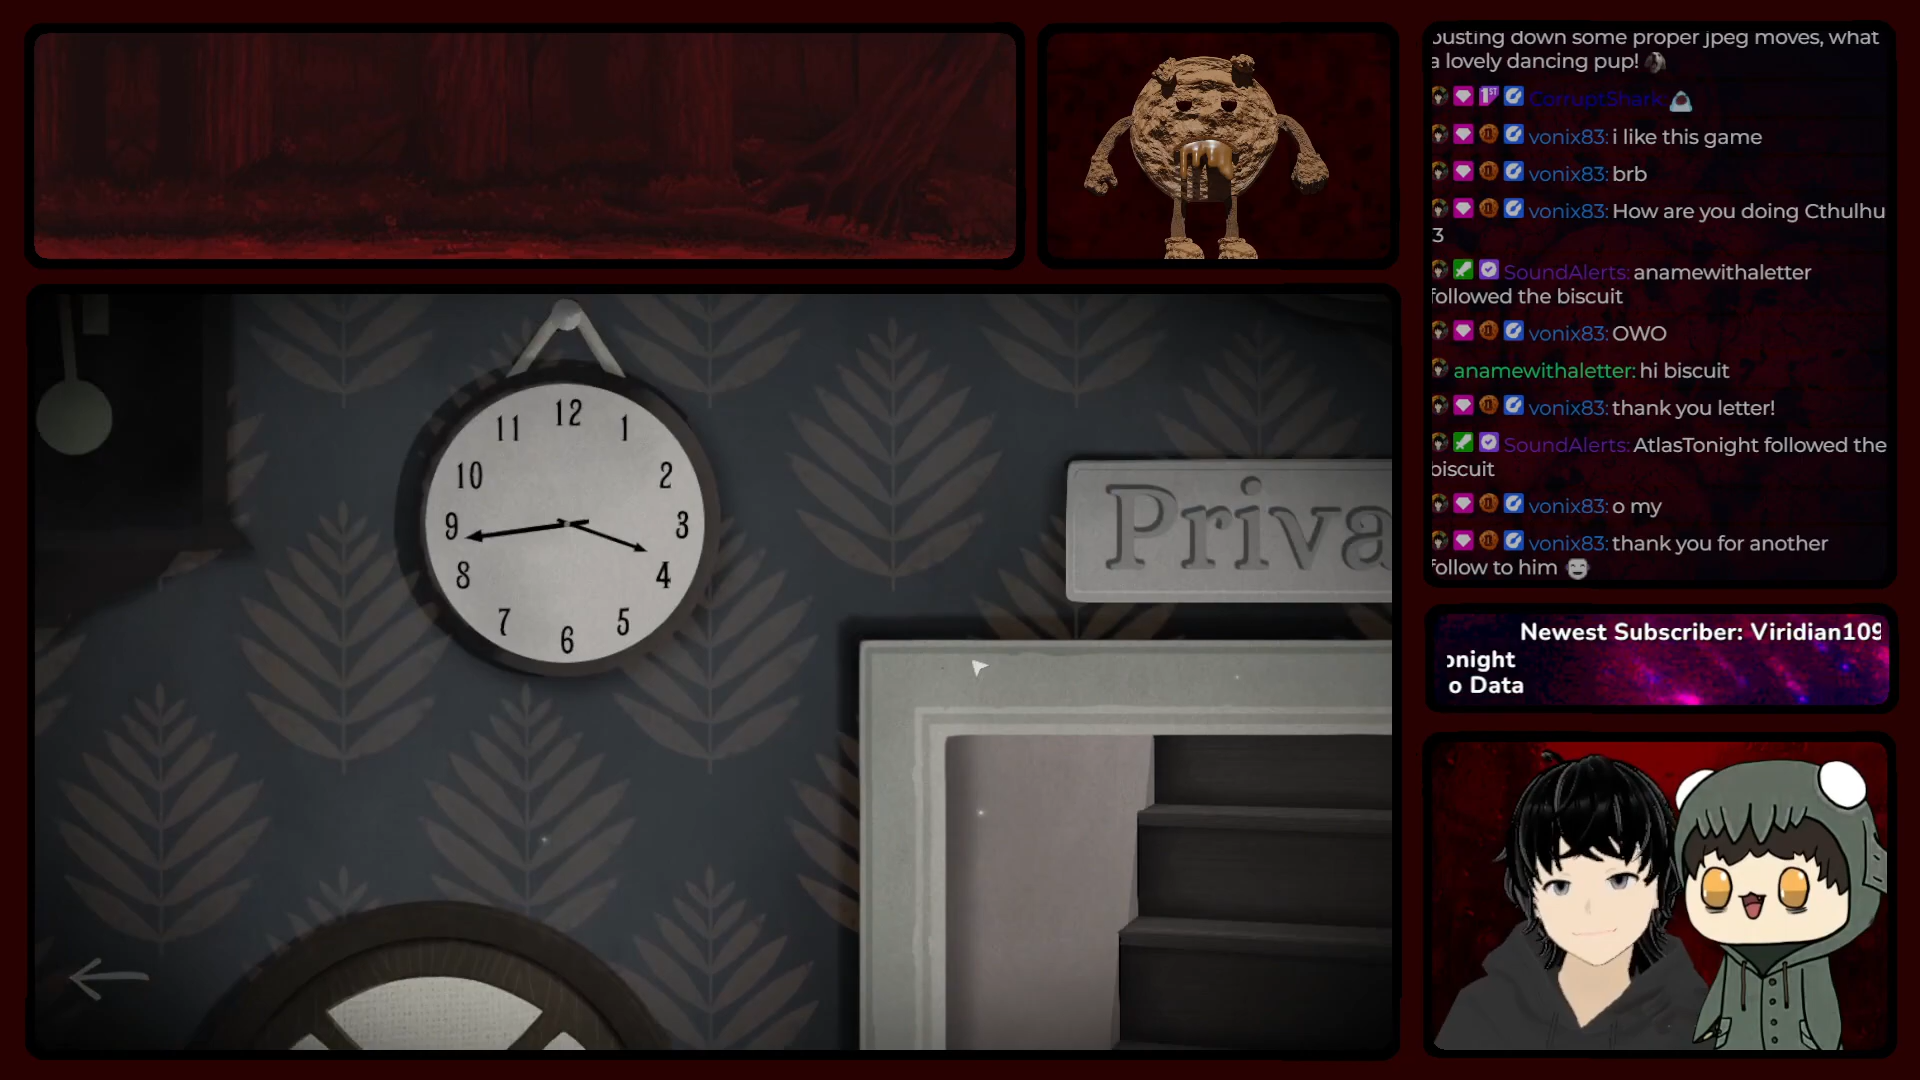 busting down some proper jpeg moves, what
a lovely dancing pup!
CorruptShark:
vonix83: i like this game
vonix83: brb
vonix83: How are you doing Cthulhu
3
SoundAlerts: anamewithaletter
followed the biscuit
vonix83: OWO
anamewithaletter: hi biscuit
vonix83: thank you letter!
SoundAlerts: AtlasTonight followed the
biscuit
vonix83: o my
vonix83: thank you for another
follow to him
Newest Subscriber: Viridian109
onight
o Data
12
11 1
10 2
9 3
8 4
7 5
6
Priva